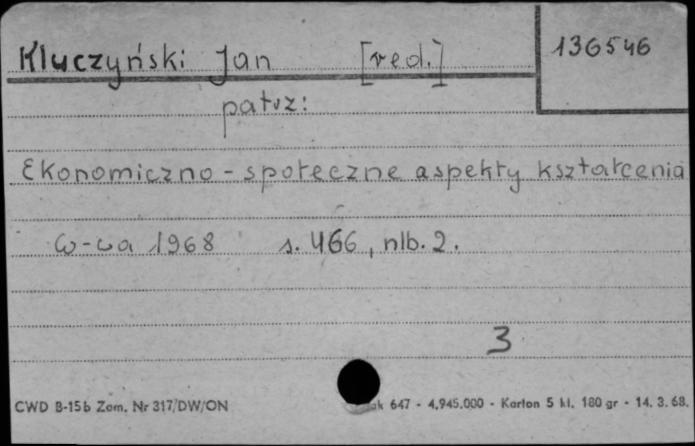 Kluczyński Jan [red.] 136546
patrz:
Ekonomiczno-społeczne aspekty kształcenia
W-wa 1968 s. 466, nlb. 2.
3
CWD B-15b Zam. Nr 317/DW/ON 647 - 4.945.000 - Karton 5 kl. 180 gr - 14. 3. 68.